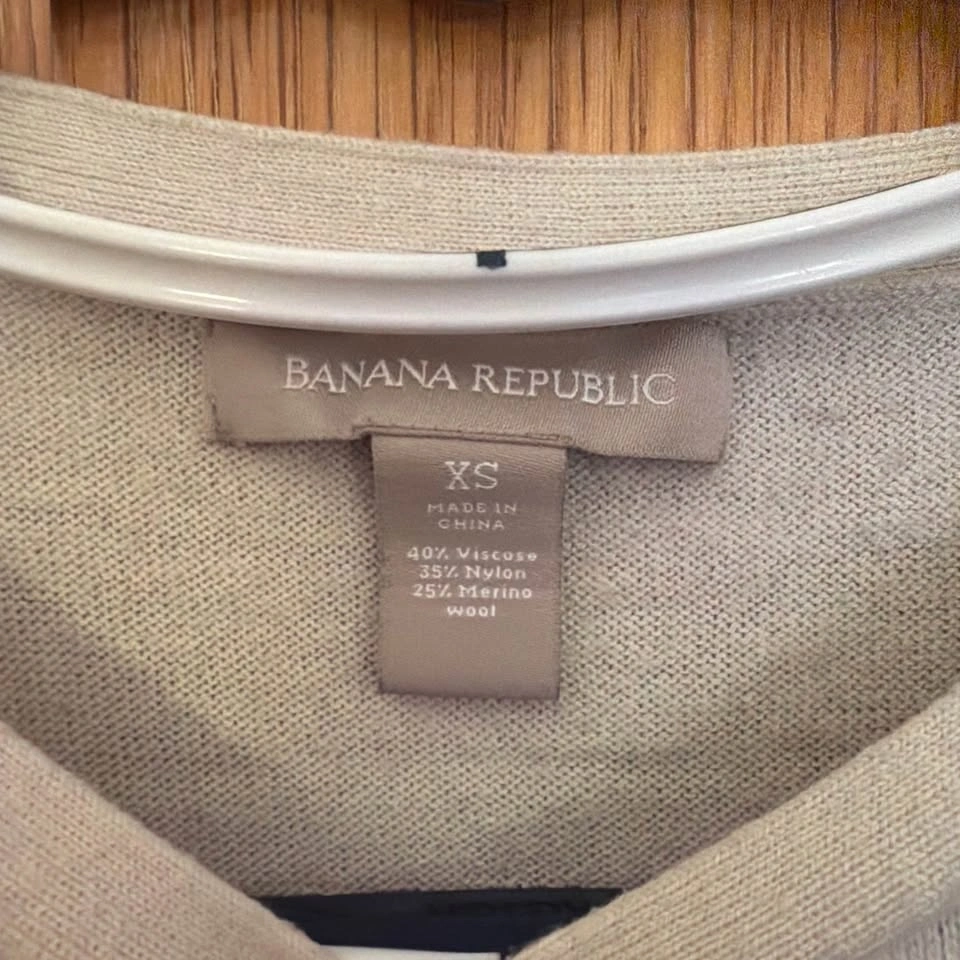 BANANA REPUBLIC
XS
MADE IN
CHINA
40% Viscose
35% Nylon
25% Merino
wool